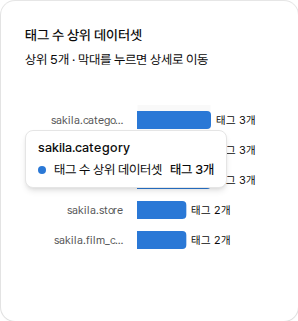 태그 수 상위 데이터셋
상위 5개 · 막대를 누르면 상세로 이동
sakila.catego... 태그 3개
sakila.category
태그 수 상위 데이터셋 태그 3개
그 3개
그 3개
sakila.store 태그 2개
sakila.film_c... 태그 2개